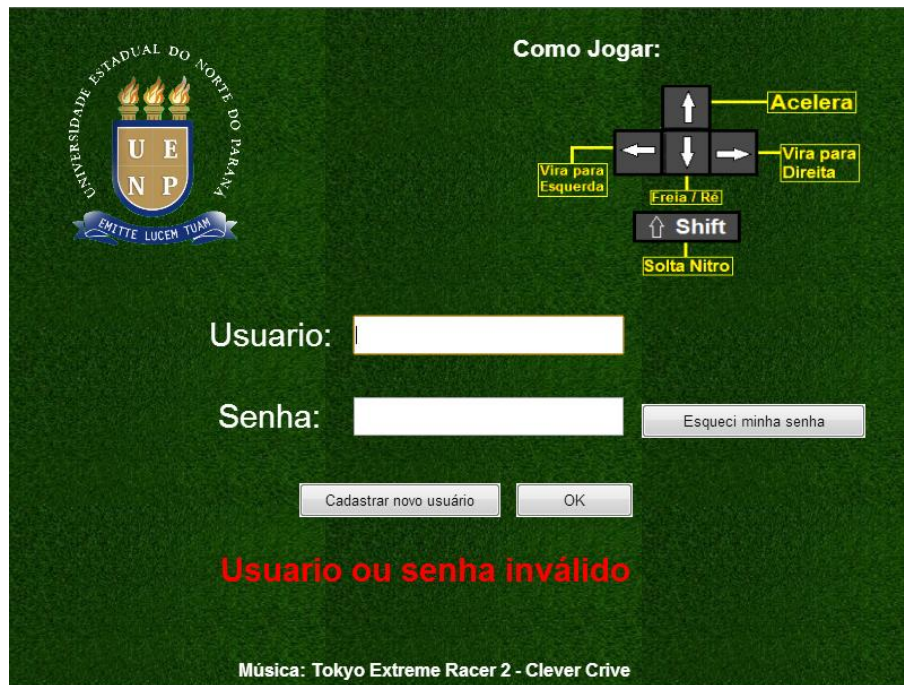 UNIVERSIDADE ESTADUAL DO NORTE DO PARANÁ
U E
N P
EMITTE LUCEM TUAM
Como Jogar:
Acelera
Vira para
Esquerda
Vira para
Direita
Freia / Ré
Shift
Solta Nitro
Usuario:
Senha:
Esqueci minha senha
Cadastrar novo usuário
OK
Usuario ou senha inválido
Música: Tokyo Extreme Racer 2 - Clever Crive